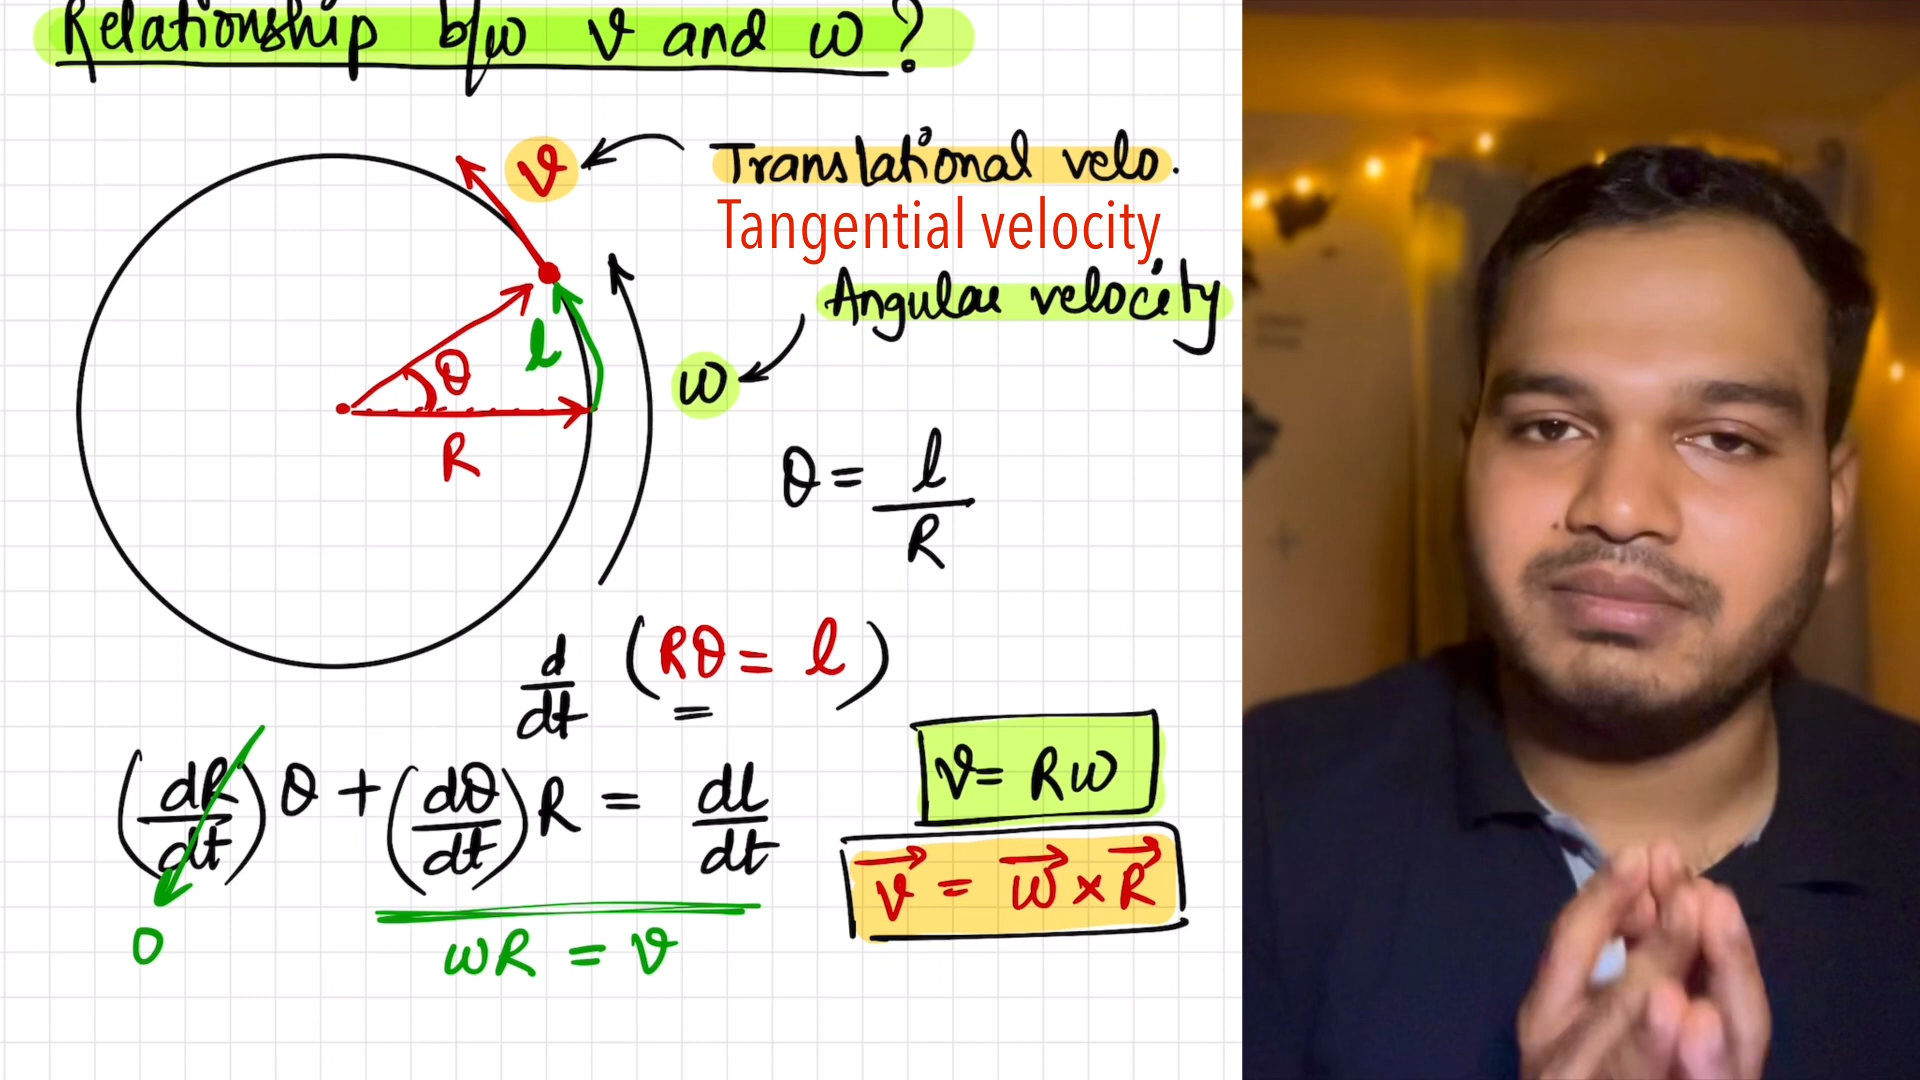 Relationship b/w v and ω ?
v
Translational velo.
Tangential velocity
Angular velocity
ω
l
θ
R
θ = l/R
d/dt (Rθ = l)
=
(dR/dt) θ + (dθ/dt) R = dl/dt
0
ωR = v
v = Rω
v⃗ = ω⃗ × R⃗